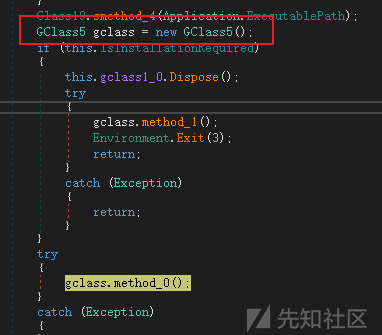 }
Class19.smethod_4(Application.ExecutablePath);
GClass5 gclass = new GClass5();
if (this.IsInstallationRequired)
{
this.gclass1_0.Dispose();
try
{
gclass.method_1();
Environment.Exit(3);
return;
}
catch (Exception)
{
return;
}
}
try
{
gclass.method_0();
}
catch (Exception)
{
先知社区